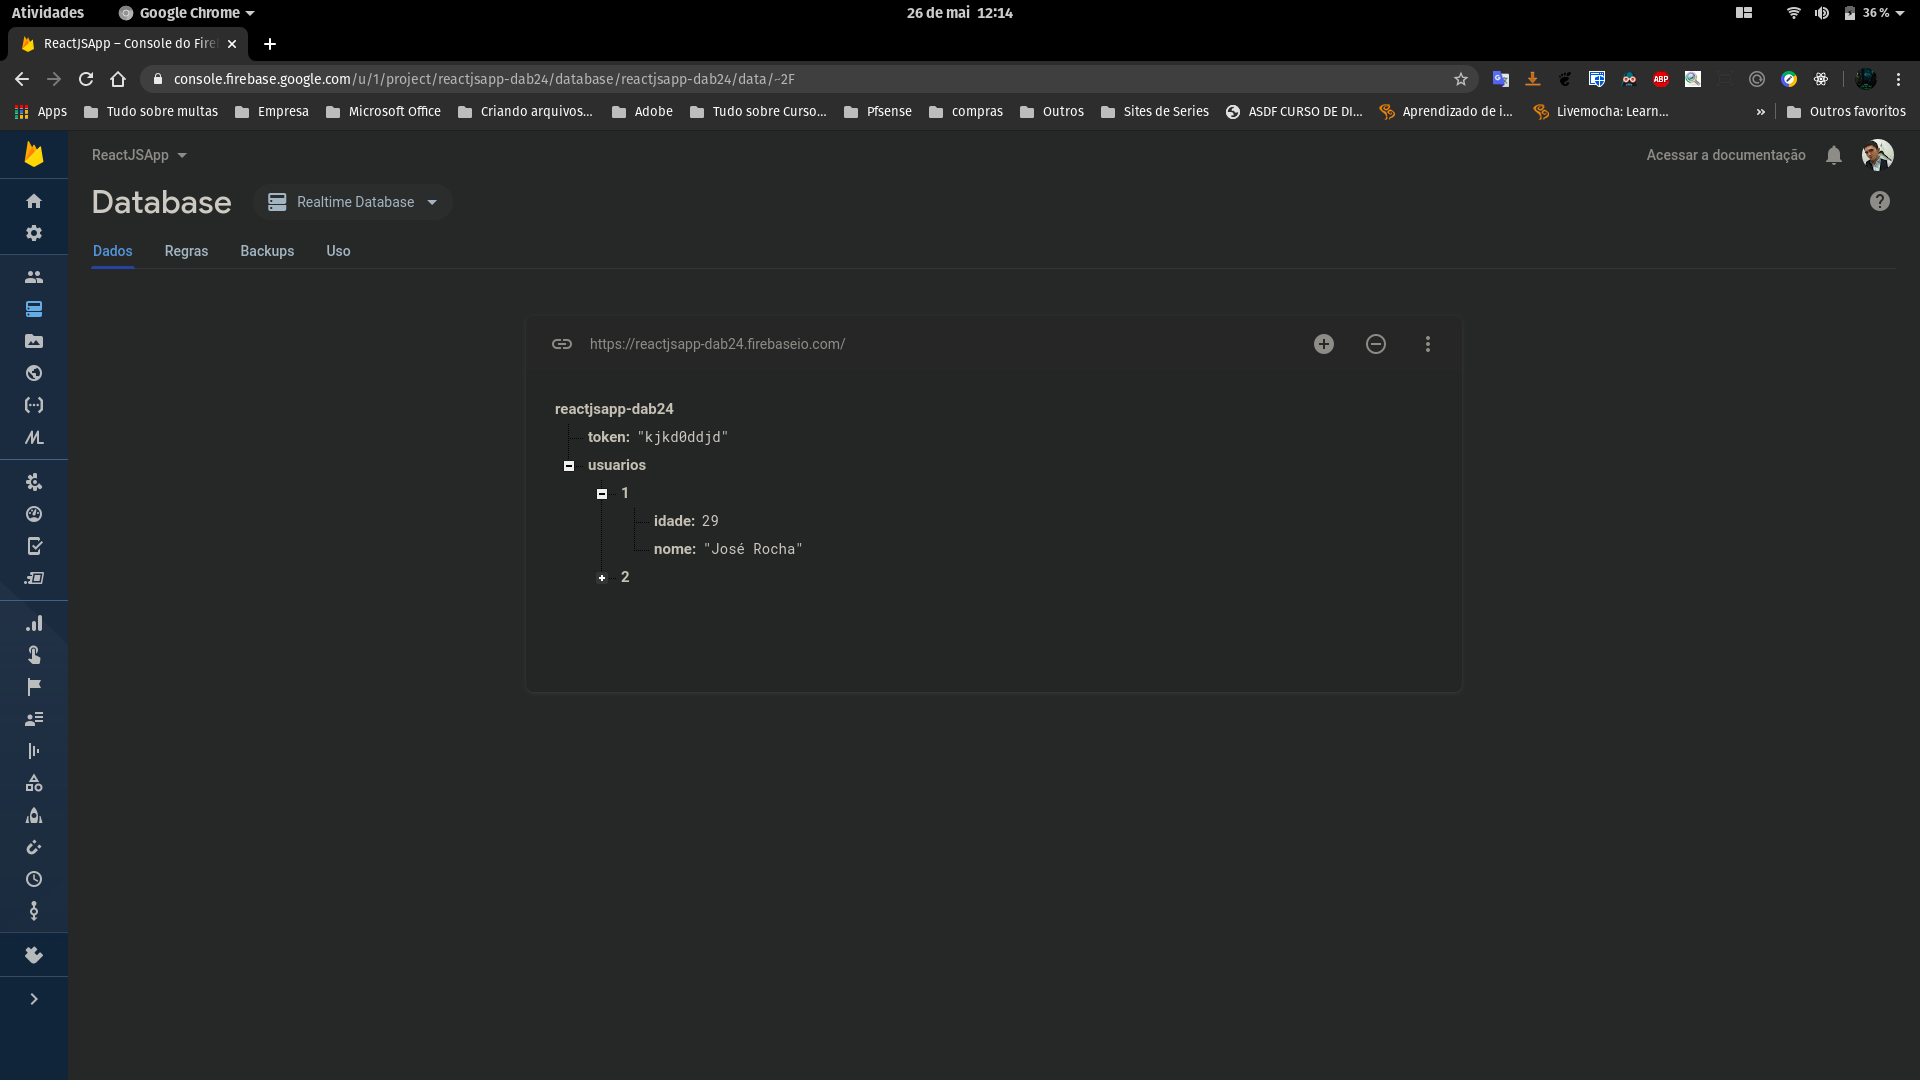 Atividades
Google Chrome
26 de mai 12:14
36 %
ReactJSApp – Console do Fire
console.firebase.google.com/u/1/project/reactjsapp-dab24/database/reactjsapp-dab24/data/~2F
Apps
Tudo sobre multas
Empresa
Microsoft Office
Criando arquivos...
Adobe
Tudo sobre Curso...
Pfsense
compras
Outros
Sites de Series
ASDF CURSO DE DI...
Aprendizado de i...
Livemocha: Learn...
»
Outros favoritos
ReactJSApp
Acessar a documentação
Database
Realtime Database
Dados
Regras
Backups
Uso
https://reactjsapp-dab24.firebaseio.com/
reactjsapp-dab24
token: "kjkd0ddjd"
usuarios
1
idade: 29
nome: "José Rocha"
2